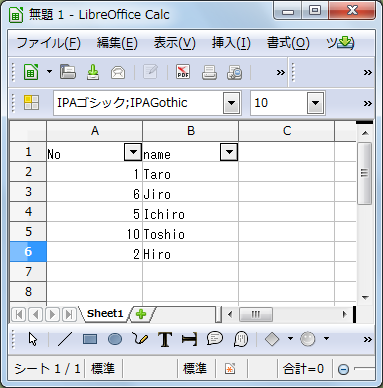 無題 1 - LibreOffice Calc
ファイル(F) 編集(E) 表示(V) 挿入(I) 書式(O) ツ
IPAゴシック;IPAGothic 10
A B C
1 No name
2 1 Taro
3 6 Jiro
4 5 Ichiro
5 10 Toshio
6 2 Hiro
7
8
Sheet1
シート 1 / 1 標準 標準 合計=0